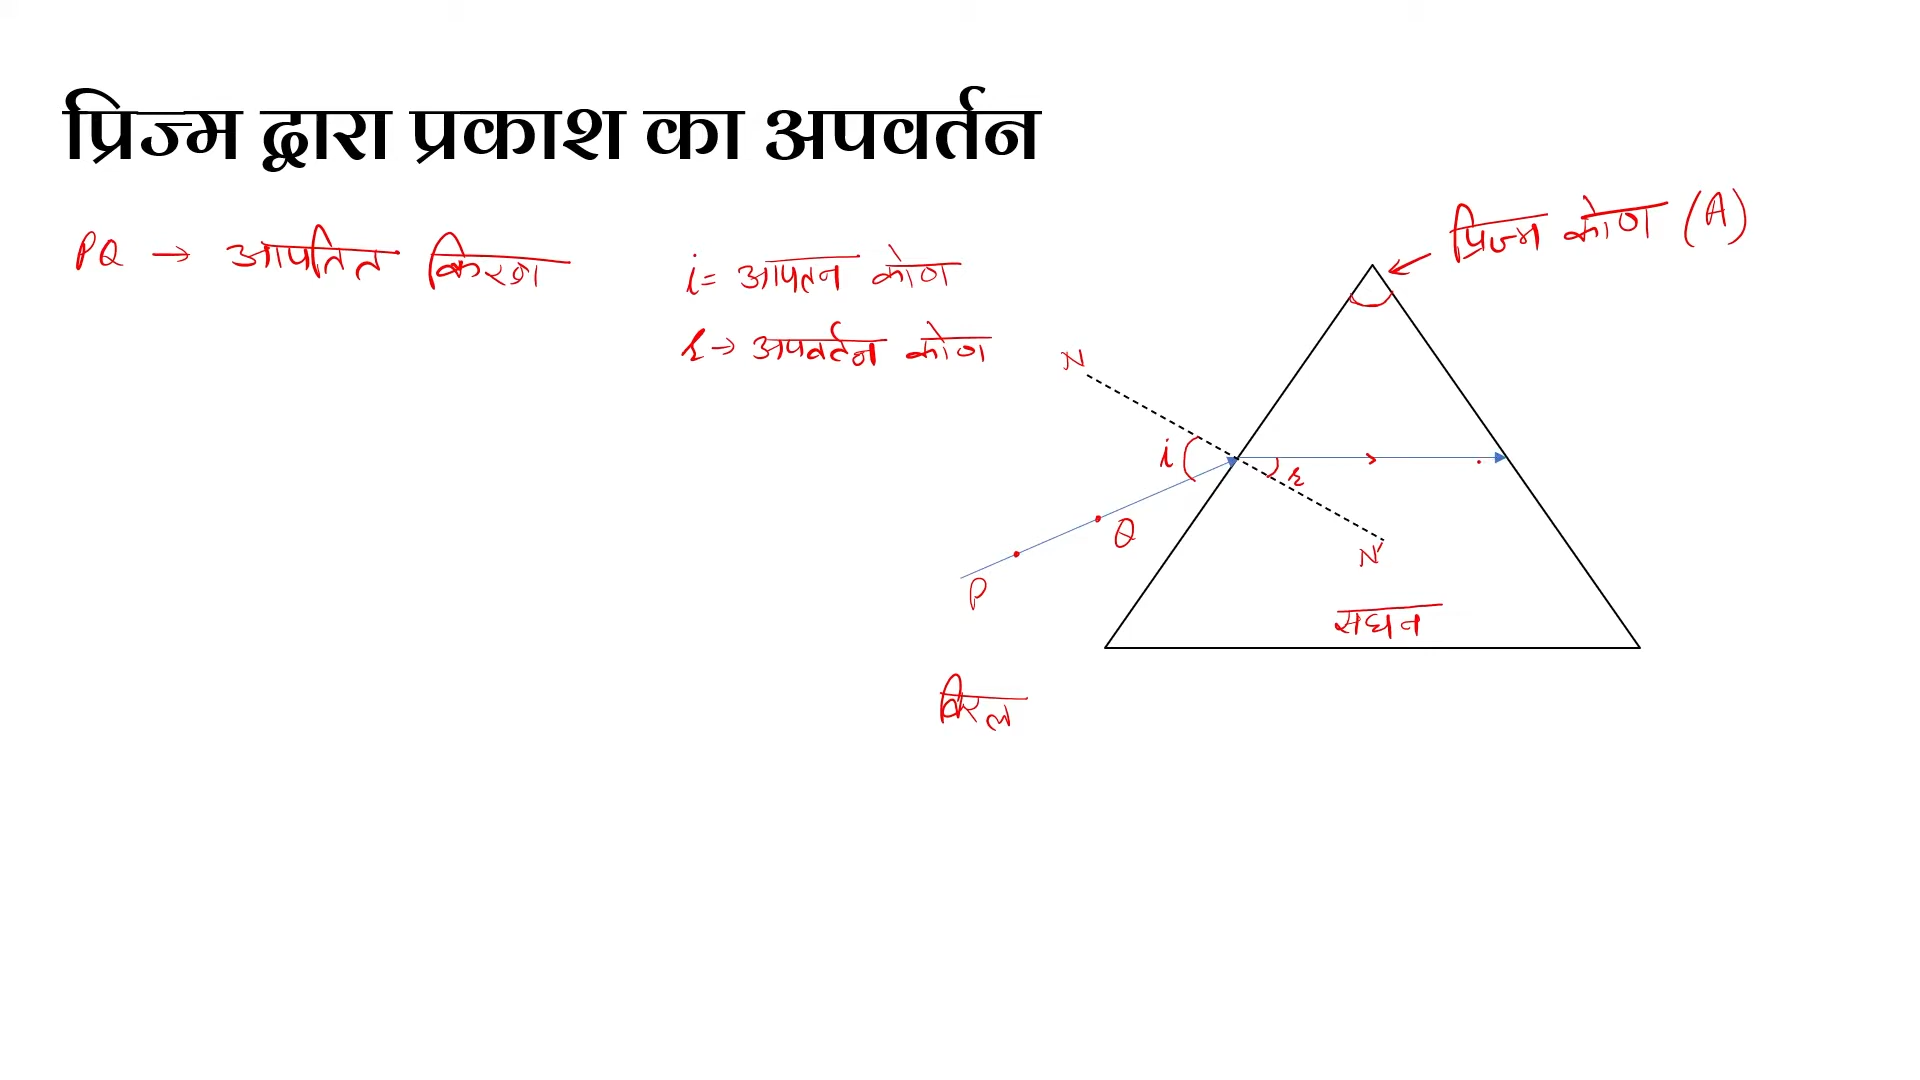 प्रिज्म द्वारा प्रकाश का अपवर्तन
PQ → आपतित किरण
i = आपतन कोण
r → अपवर्तन कोण
प्रिज्म कोण (A)
N
i
r
Q
N'
P
सघन
विरल